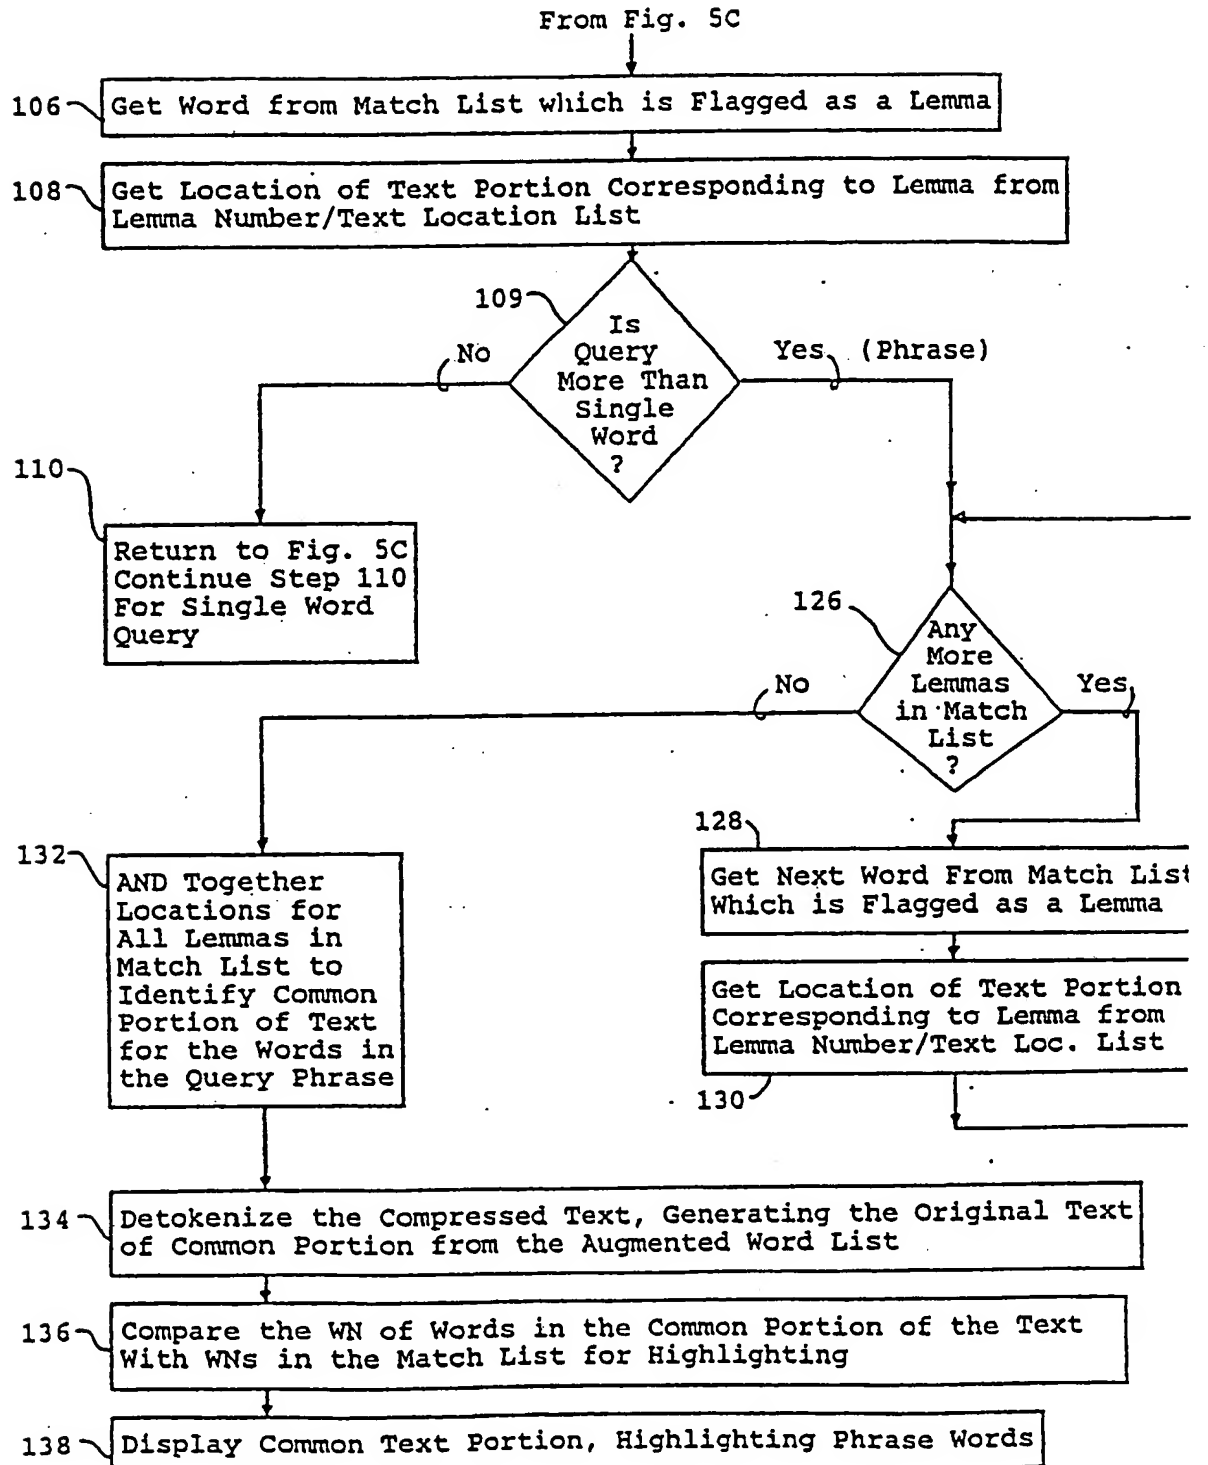 From Fig. 5C
106
Get Word from Match List which is Flagged as a Lemma
108
Get Location of Text Portion Corresponding to Lemma from
Lemma Number/Text Location List
109
Is
Query
More Than
Single
Word
?
No
Yes (Phrase)
110
Return to Fig. 5C
Continue Step 110
For Single Word
Query
126
Any
More
Lemmas
in Match
List
?
No
Yes
128
Get Next Word From Match List
Which is Flagged as a Lemma
Get Location of Text Portion
Corresponding to Lemma from
Lemma Number/Text Loc. List
130
132
AND Together
Locations for
All Lemmas in
Match List to
Identify Common
Portion of Text
for the Words in
the Query Phrase
134
Detokenize the Compressed Text, Generating the Original Text
of Common Portion from the Augmented Word List
136
Compare the WN of Words in the Common Portion of the Text
With WNs in the Match List for Highlighting
138
Display Common Text Portion, Highlighting Phrase Words